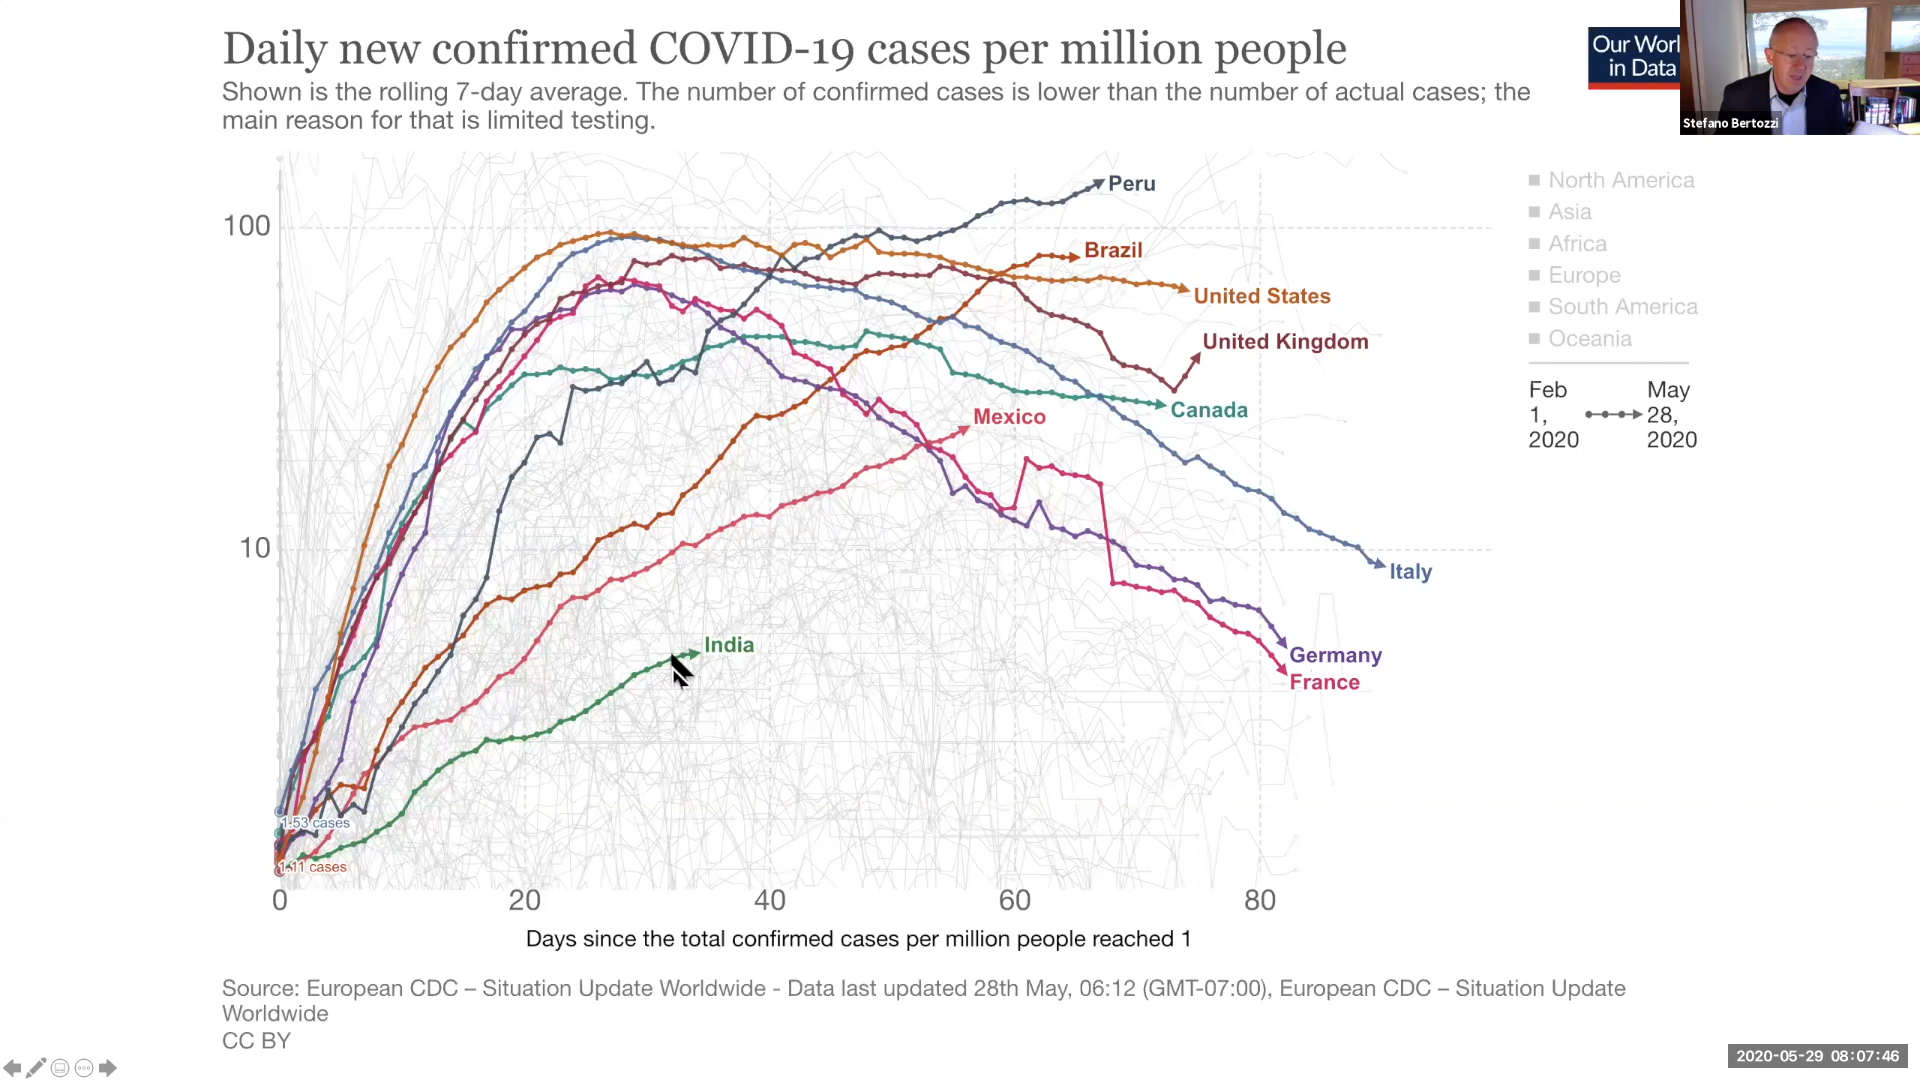 Daily new confirmed COVID-19 cases per million people
Shown is the rolling 7-day average. The number of confirmed cases is lower than the number of actual cases; the
main reason for that is limited testing.
Our Worl
in Data
Stefano Bertozzi
100
10
Peru
Brazil
United States
United Kingdom
Canada
Mexico
Italy
India
Germany
France
1.53 cases
1.11 cases
0
20
40
60
80
Days since the total confirmed cases per million people reached 1
North America
Asia
Africa
Europe
South America
Oceania
Feb
1,
2020
May
28,
2020
Source: European CDC – Situation Update Worldwide - Data last updated 28th May, 06:12 (GMT-07:00), European CDC – Situation Update
Worldwide
CC BY
2020-05-29 08:07:46